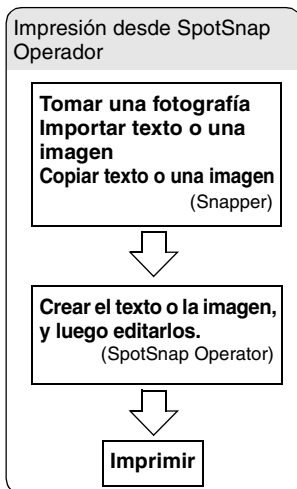 Impresión desde SpotSnap
Operador
Tomar una fotografía
Importar texto o una
imagen
Copiar texto o una imagen
(Snapper)
Crear el texto o la imagen,
y luego editarlos.
(SpotSnap Operator)
Imprimir